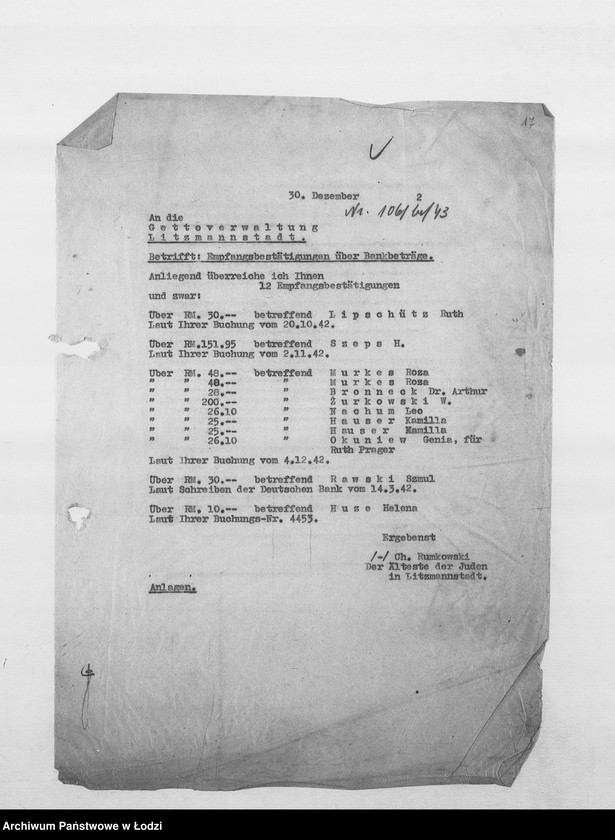 17
30. Dezember 2
Nr. 106/43
An die
Gettoverwaltung
Litzmannstadt.
Betrifft: Empfangsbestätigungen über Bankbeträge.
Anliegend überreiche ich Ihnen
12 Empfangsbestätigungen
und zwar:
Über RM. 30.-- betreffend Lipschütz Ruth
Laut Ihrer Buchung vom 20.10.42.
Über RM.151.95 betreffend Szeps H.
Laut Ihrer Buchung vom 2.11.42.
Über RM. 48.-- betreffend Murkes Roza
" " 48.-- " Murkes Roza
" " 28.-- " Bronneck Dr. Arthur
" " 200.-- " Żurkowski W.
" " 26.10 " Nachum Leo
" " 25.-- " Hauser Kamilla
" " 25.-- " Hauser Kamilla
" " 26.10 " Okuniew Genia, für
Ruth Prager
Laut Ihrer Buchung vom 4.12.42.
Über RM. 30.-- betreffend Rawski Szmul
Laut Schreiben der Deutschen Bank vom 14.3.42.
Über RM. 10.-- betreffend Huze Helena
Laut Ihrer Buchungs-Nr. 4453.
Ergebenst
/-/ Ch. Rumkowski
Der Älteste der Juden
in Litzmannstadt.
Anlagen.
Archiwum Państwowe w Łodzi